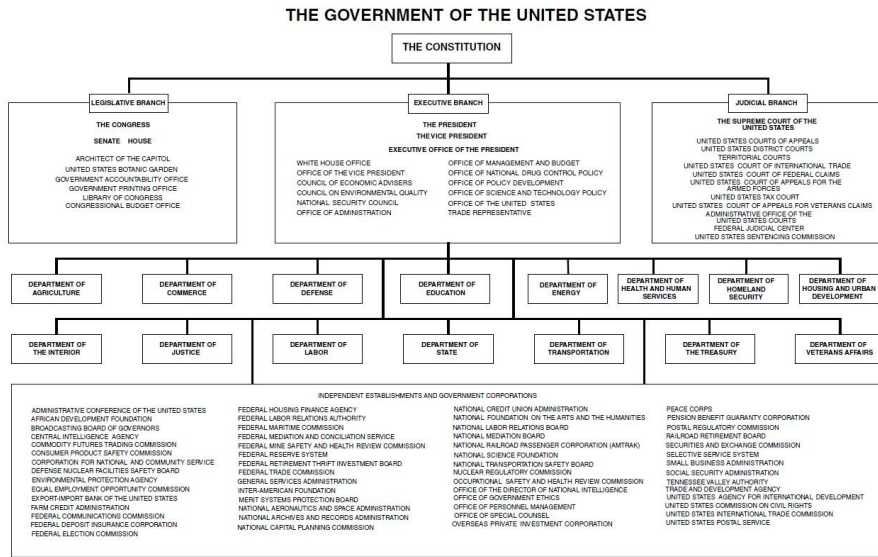 THE GOVERNMENT OF THE UNITED STATES
THE CONSTITUTION
LEGISLATIVE BRANCH
THE CONGRESS
SENATE HOUSE
ARCHITECT OF THE CAPITOL
UNITED STATES BOTANIC GARDEN
GOVERNMENT ACCOUNTABILITY OFFICE
GOVERNMENT PRINTING OFFICE
LIBRARY OF CONGRESS
CONGRESSIONAL BUDGET OFFICE
EXECUTIVE BRANCH
THE PRESIDENT
THE VICE PRESIDENT
EXECUTIVE OFFICE OF THE PRESIDENT
WHITE HOUSE OFFICE
OFFICE OF THE VICE PRESIDENT
COUNCIL OF ECONOMIC ADVISERS
COUNCIL ON ENVIRONMENTAL QUALITY
NATIONAL SECURITY COUNCIL
OFFICE OF ADMINISTRATION
OFFICE OF MANAGEMENT AND BUDGET
OFFICE OF NATIONAL DRUG CONTROL POLICY
OFFICE OF POLICY DEVELOPMENT
OFFICE OF SCIENCE AND TECHNOLOGY POLICY
OFFICE OF THE UNITED STATES
TRADE REPRESENTATIVE
JUDICIAL BRANCH
THE SUPREME COURT OF THE
UNITED STATES
UNITED STATES COURTS OF APPEALS
UNITED STATES DISTRICT COURTS
TERRITORIAL COURTS
UNITED STATES COURT OF INTERNATIONAL TRADE
UNITED STATES COURT OF FEDERAL CLAIMS
UNITED STATES COURT OF APPEALS FOR THE
ARMED FORCES
UNITED STATES TAX COURT
UNITED STATES COURT OF APPEALS FOR VETERANS CLAIMS
ADMINISTRATIVE OFFICE OF THE
UNITED STATES COURTS
FEDERAL JUDICIAL CENTER
UNITED STATES SENTENCING COMMISSION
DEPARTMENT OF
AGRICULTURE
DEPARTMENT OF
COMMERCE
DEPARTMENT OF
DEFENSE
DEPARTMENT OF
EDUCATION
DEPARTMENT OF
ENERGY
DEPARTMENT OF
HEALTH AND HUMAN
SERVICES
DEPARTMENT OF
HOMELAND
SECURITY
DEPARTMENT OF
HOUSING AND URBAN
DEVELOPMENT
DEPARTMENT OF
THE INTERIOR
DEPARTMENT OF
JUSTICE
DEPARTMENT OF
LABOR
DEPARTMENT OF
STATE
DEPARTMENT OF
TRANSPORTATION
DEPARTMENT OF
THE TREASURY
DEPARTMENT OF
VETERANS AFFAIRS
INDEPENDENT ESTABLISHMENTS AND GOVERNMENT CORPORATIONS
ADMINISTRATIVE CONFERENCE OF THE UNITED STATES
AFRICAN DEVELOPMENT FOUNDATION
BROADCASTING BOARD OF GOVERNORS
CENTRAL INTELLIGENCE AGENCY
COMMODITY FUTURES TRADING COMMISSION
CONSUMER PRODUCT SAFETY COMMISSION
CORPORATION FOR NATIONAL AND COMMUNITY SERVICE
DEFENSE NUCLEAR FACILITIES SAFETY BOARD
ENVIRONMENTAL PROTECTION AGENCY
EQUAL EMPLOYMENT OPPORTUNITY COMMISSION
EXPORT-IMPORT BANK OF THE UNITED STATES
FARM CREDIT ADMINISTRATION
FEDERAL COMMUNICATIONS COMMISSION
FEDERAL DEPOSIT INSURANCE CORPORATION
FEDERAL ELECTION COMMISSION
FEDERAL HOUSING FINANCE AGENCY
FEDERAL LABOR RELATIONS AUTHORITY
FEDERAL MARITIME COMMISSION
FEDERAL MEDIATION AND CONCILIATION SERVICE
FEDERAL MINE SAFETY AND HEALTH REVIEW COMMISSION
FEDERAL RESERVE SYSTEM
FEDERAL RETIREMENT THRIFT INVESTMENT BOARD
FEDERAL TRADE COMMISSION
GENERAL SERVICES ADMINISTRATION
INTER-AMERICAN FOUNDATION
MERIT SYSTEMS PROTECTION BOARD
NATIONAL AERONAUTICS AND SPACE ADMINISTRATION
NATIONAL ARCHIVES AND RECORDS ADMINISTRATION
NATIONAL CAPITAL PLANNING COMMISSION
NATIONAL CREDIT UNION ADMINISTRATION
NATIONAL FOUNDATION ON THE ARTS AND THE HUMANITIES
NATIONAL LABOR RELATIONS BOARD
NATIONAL MEDIATION BOARD
NATIONAL RAILROAD PASSENGER CORPORATION (AMTRAK)
NATIONAL SCIENCE FOUNDATION
NATIONAL TRANSPORTATION SAFETY BOARD
NUCLEAR REGULATORY COMMISSION
OCCUPATIONAL SAFETY AND HEALTH REVIEW COMMISSION
OFFICE OF THE DIRECTOR OF NATIONAL INTELLIGENCE
OFFICE OF GOVERNMENT ETHICS
OFFICE OF PERSONNEL MANAGEMENT
OFFICE OF SPECIAL COUNSEL
OVERSEAS PRIVATE INVESTMENT CORPORATION
PEACE CORPS
PENSION BENEFIT GUARANTY CORPORATION
POSTAL REGULATORY COMMISSION
RAILROAD RETIREMENT BOARD
SECURITIES AND EXCHANGE COMMISSION
SELECTIVE SERVICE SYSTEM
SMALL BUSINESS ADMINISTRATION
SOCIAL SECURITY ADMINISTRATION
TENNESSEE VALLEY AUTHORITY
TRADE AND DEVELOPMENT AGENCY
UNITED STATES AGENCY FOR INTERNATIONAL DEVELOPMENT
UNITED STATES COMMISSION ON CIVIL RIGHTS
UNITED STATES INTERNATIONAL TRADE COMMISSION
UNITED STATES POSTAL SERVICE